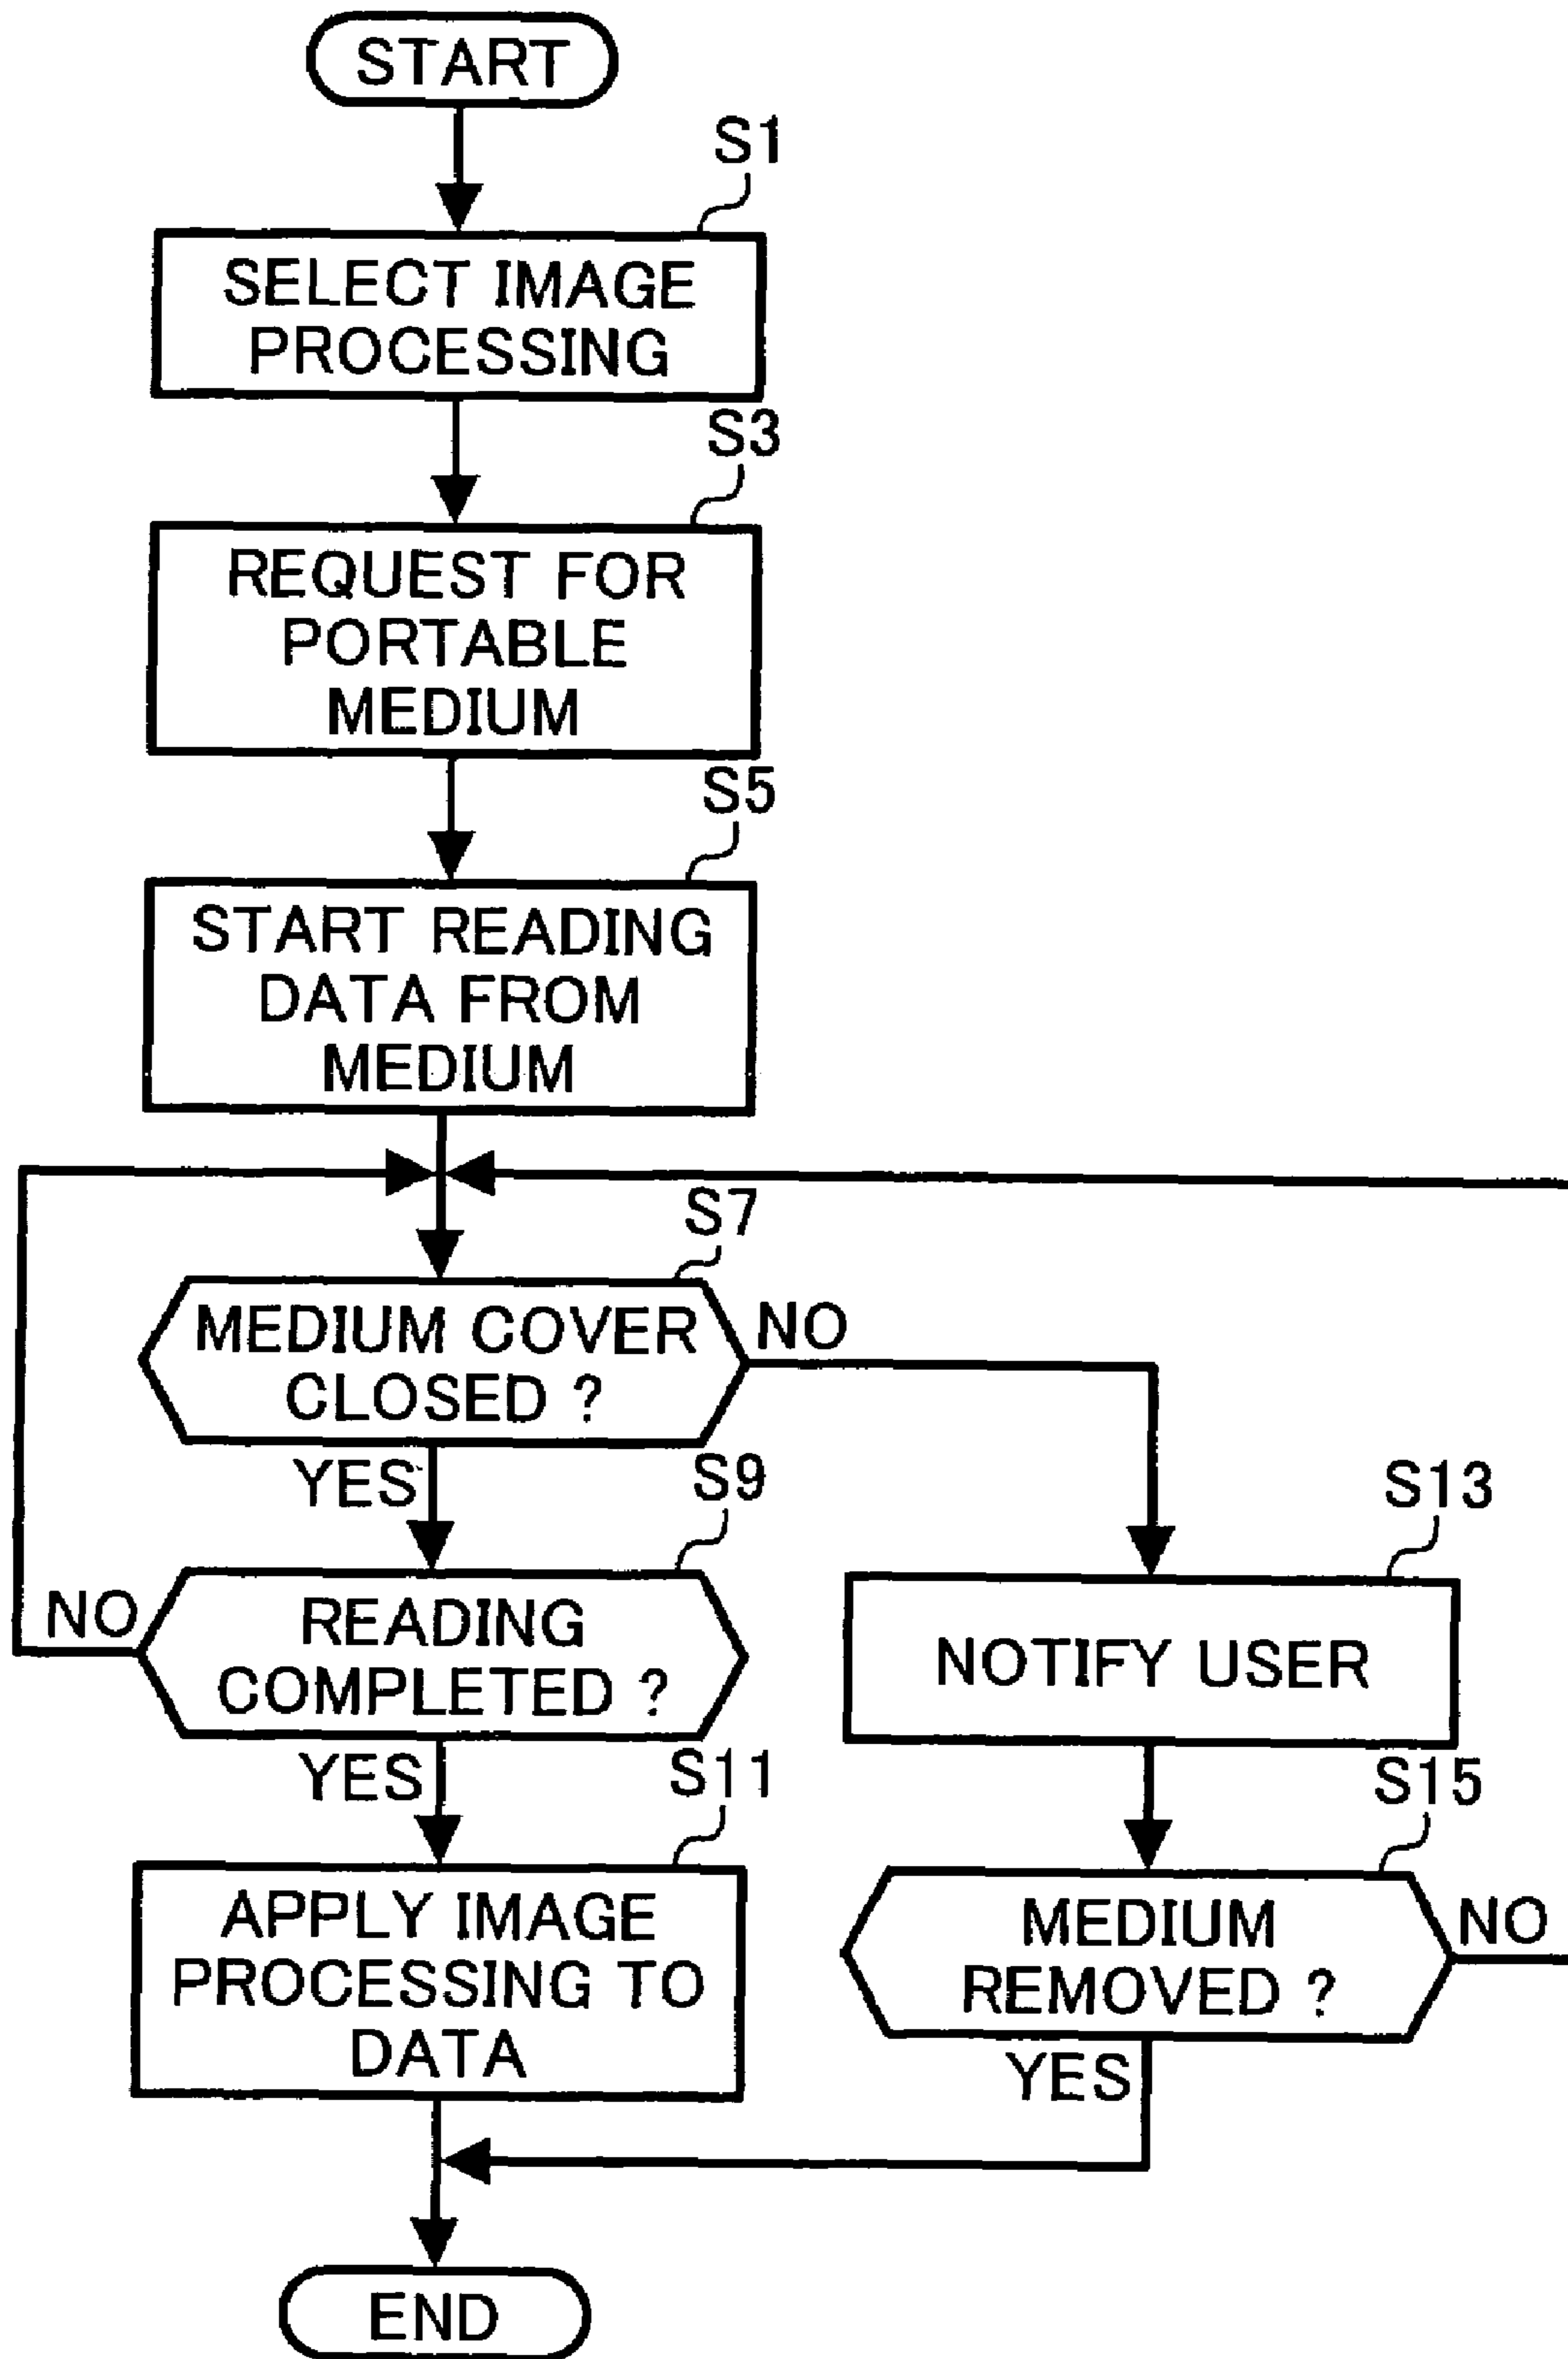 START
S1
SELECT IMAGE
PROCESSING
S3
REQUEST FOR
PORTABLE
MEDIUM
S5
START READING
DATA FROM
MEDIUM
S7
MEDIUM COVER
CLOSED ?
NO
YES
S9
READING
COMPLETED ?
NO
YES
S11
APPLY IMAGE
PROCESSING TO
DATA
S13
NOTIFY USER
S15
MEDIUM
REMOVED ?
NO
YES
END